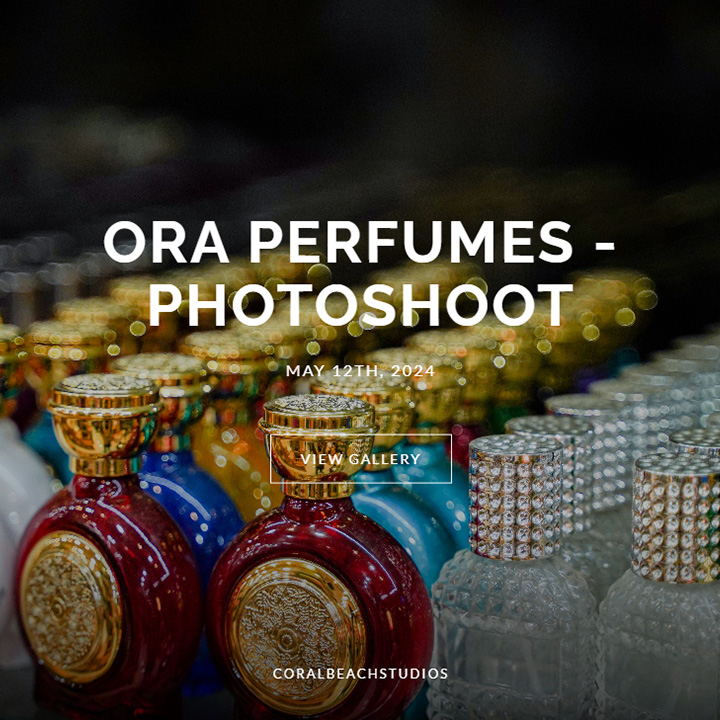 ORA PERFUMES -
PHOTOSHOOT
MAY 12TH, 2024
VIEW GALLERY
CORALBEACHSTUDIOS